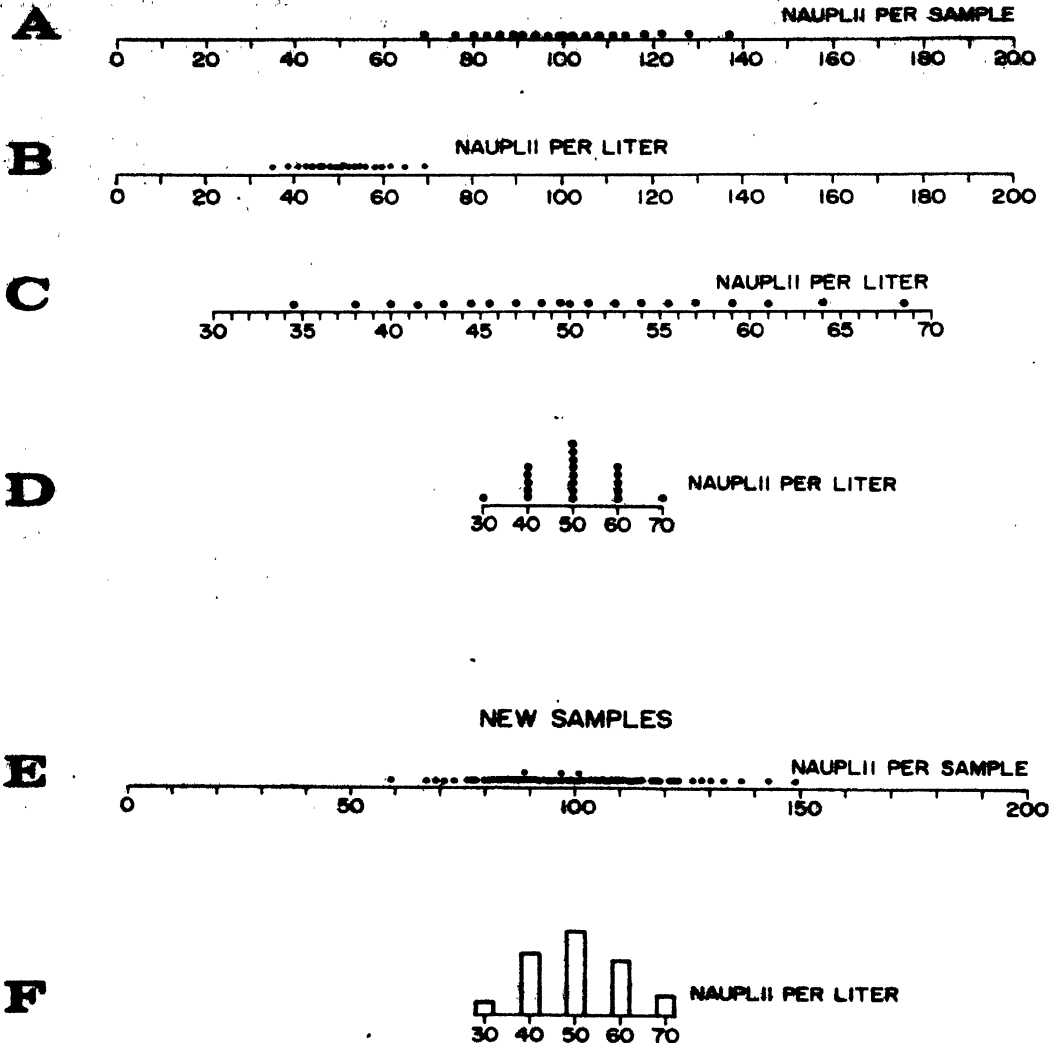 A
NAUPLII PER SAMPLE
0 20 40 60 80 100 120 140 160 180 200
B
NAUPLII PER LITER
0 20 40 60 80 100 120 140 160 180 200
C
NAUPLII PER LITER
30 35 40 45 50 55 60 65 70
D
NAUPLII PER LITER
30 40 50 60 70
NEW SAMPLES
E
NAUPLII PER SAMPLE
0 50 100 150 200
F
NAUPLII PER LITER
30 40 50 60 70